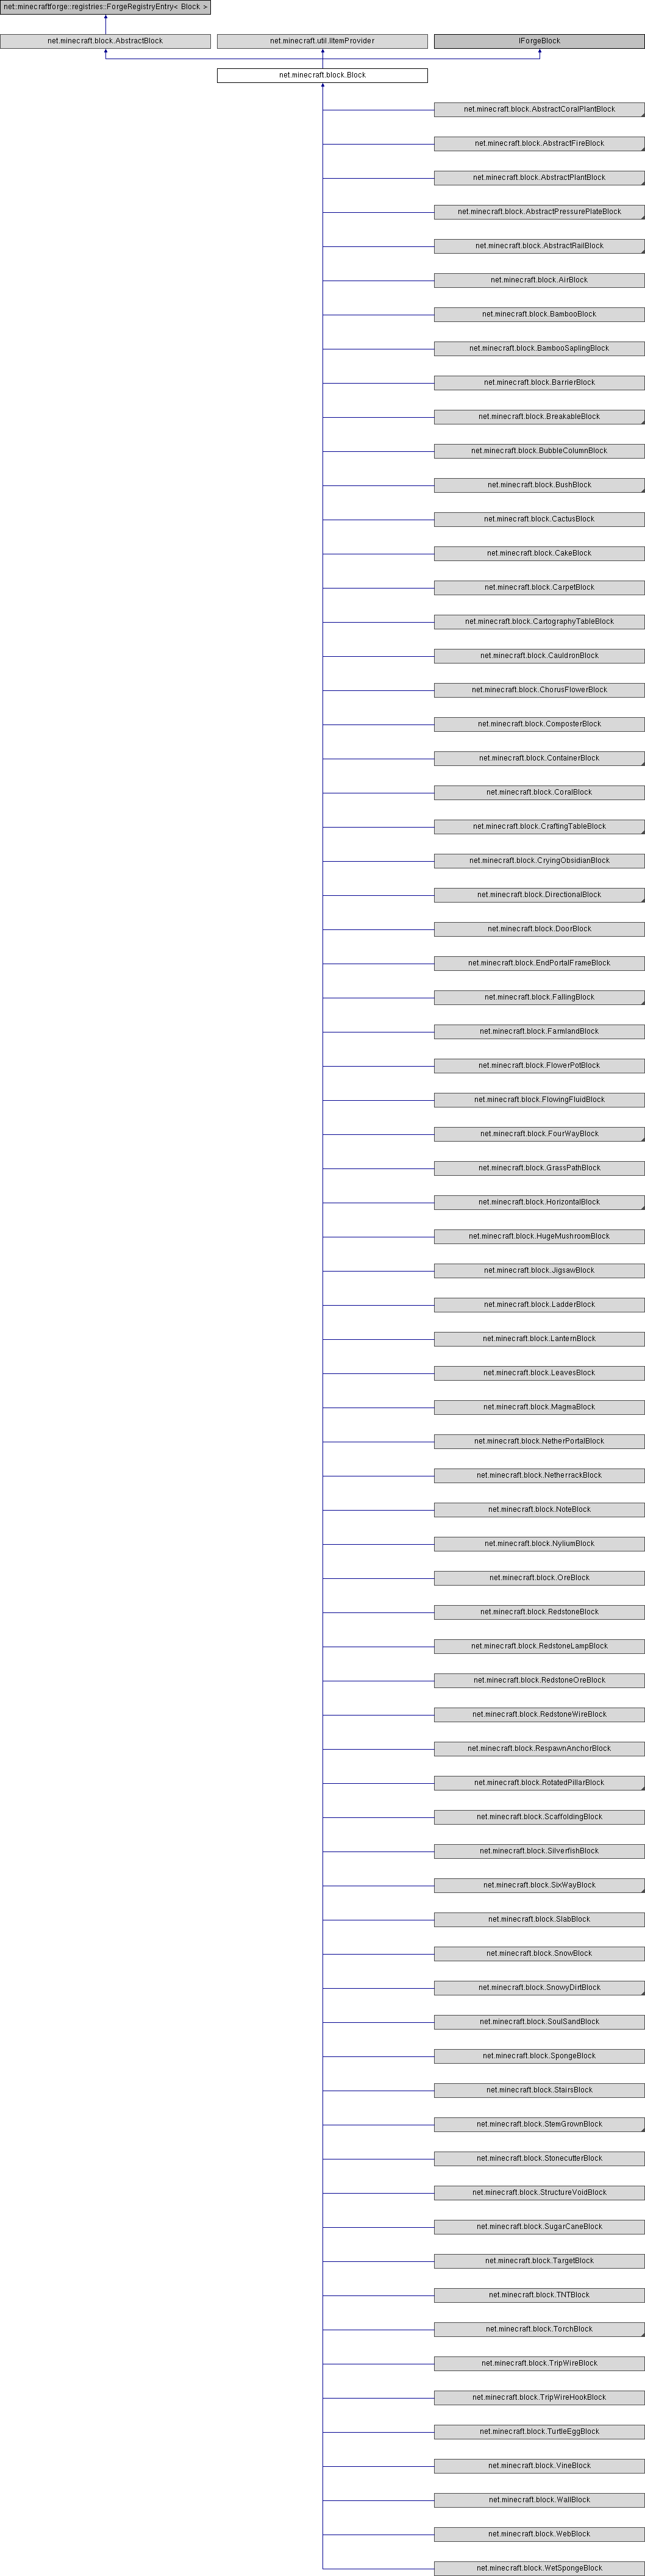 net::minecraftforge::registries::ForgeRegistryEntry< Block >
net.minecraft.block.AbstractBlock
net.minecraft.util.IItemProvider
IForgeBlock
net.minecraft.block.Block
net.minecraft.block.AbstractCoralPlantBlock
net.minecraft.block.AbstractFireBlock
net.minecraft.block.AbstractPlantBlock
net.minecraft.block.AbstractPressurePlateBlock
net.minecraft.block.AbstractRailBlock
net.minecraft.block.AirBlock
net.minecraft.block.BambooBlock
net.minecraft.block.BambooSaplingBlock
net.minecraft.block.BarrierBlock
net.minecraft.block.BreakableBlock
net.minecraft.block.BubbleColumnBlock
net.minecraft.block.BushBlock
net.minecraft.block.CactusBlock
net.minecraft.block.CakeBlock
net.minecraft.block.CarpetBlock
net.minecraft.block.CartographyTableBlock
net.minecraft.block.CauldronBlock
net.minecraft.block.ChorusFlowerBlock
net.minecraft.block.ComposterBlock
net.minecraft.block.ContainerBlock
net.minecraft.block.CoralBlock
net.minecraft.block.CraftingTableBlock
net.minecraft.block.CryingObsidianBlock
net.minecraft.block.DirectionalBlock
net.minecraft.block.DoorBlock
net.minecraft.block.EndPortalFrameBlock
net.minecraft.block.FallingBlock
net.minecraft.block.FarmlandBlock
net.minecraft.block.FlowerPotBlock
net.minecraft.block.FlowingFluidBlock
net.minecraft.block.FourWayBlock
net.minecraft.block.GrassPathBlock
net.minecraft.block.HorizontalBlock
net.minecraft.block.HugeMushroomBlock
net.minecraft.block.JigsawBlock
net.minecraft.block.LadderBlock
net.minecraft.block.LanternBlock
net.minecraft.block.LeavesBlock
net.minecraft.block.MagmaBlock
net.minecraft.block.NetherPortalBlock
net.minecraft.block.NetherrackBlock
net.minecraft.block.NoteBlock
net.minecraft.block.NyliumBlock
net.minecraft.block.OreBlock
net.minecraft.block.RedstoneBlock
net.minecraft.block.RedstoneLampBlock
net.minecraft.block.RedstoneOreBlock
net.minecraft.block.RedstoneWireBlock
net.minecraft.block.RespawnAnchorBlock
net.minecraft.block.RotatedPillarBlock
net.minecraft.block.ScaffoldingBlock
net.minecraft.block.SilverfishBlock
net.minecraft.block.SixWayBlock
net.minecraft.block.SlabBlock
net.minecraft.block.SnowBlock
net.minecraft.block.SnowyDirtBlock
net.minecraft.block.SoulSandBlock
net.minecraft.block.SpongeBlock
net.minecraft.block.StairsBlock
net.minecraft.block.StemGrownBlock
net.minecraft.block.StonecutterBlock
net.minecraft.block.StructureVoidBlock
net.minecraft.block.SugarCaneBlock
net.minecraft.block.TargetBlock
net.minecraft.block.TNTBlock
net.minecraft.block.TorchBlock
net.minecraft.block.TripWireBlock
net.minecraft.block.TripWireHookBlock
net.minecraft.block.TurtleEggBlock
net.minecraft.block.VineBlock
net.minecraft.block.WallBlock
net.minecraft.block.WebBlock
net.minecraft.block.WetSpongeBlock